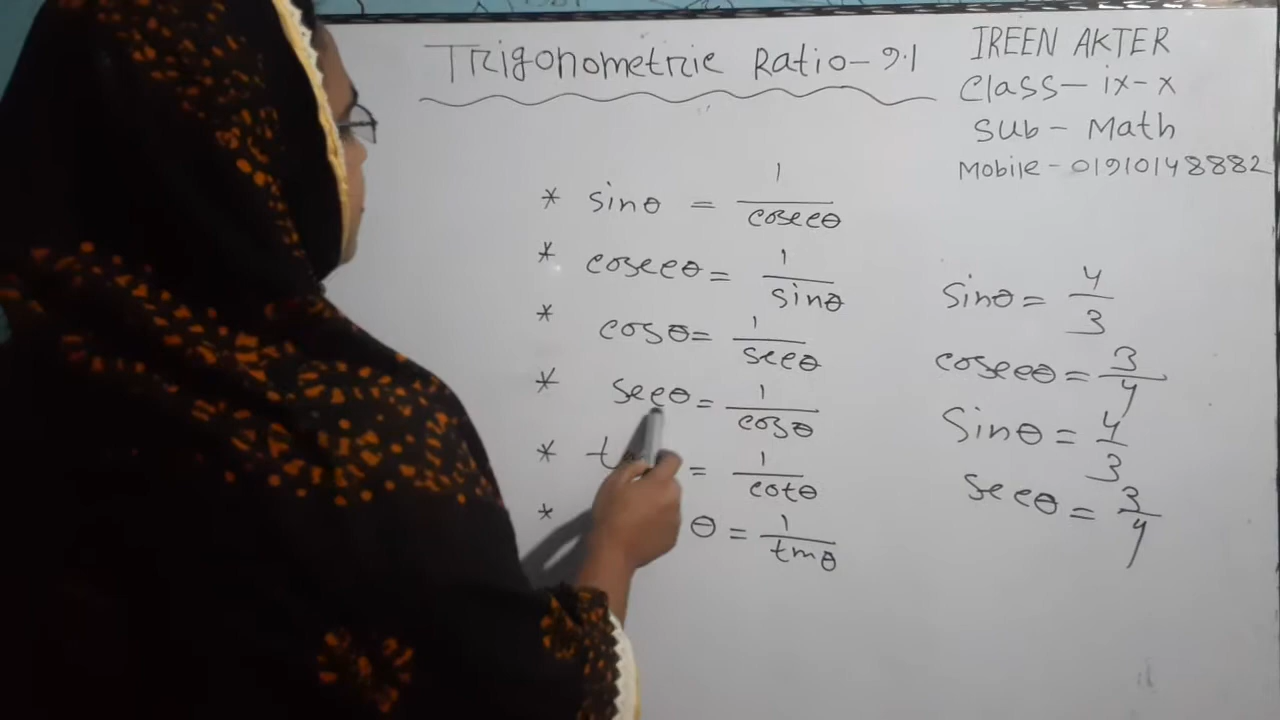 Trigonometric Ratio-9.1
IREEN AKTER
Class-ix-x
Sub-Math
Mobile-01910148882
* sinθ = 1/cosecθ
* cosecθ = 1/sinθ
* cosθ = 1/secθ
* secθ = 1/cosθ
* = 1/cotθ
* θ = 1/tanθ
Sinθ = 4/3
cosecθ = 3/4
Sinθ = 4/3
secθ = 3/4